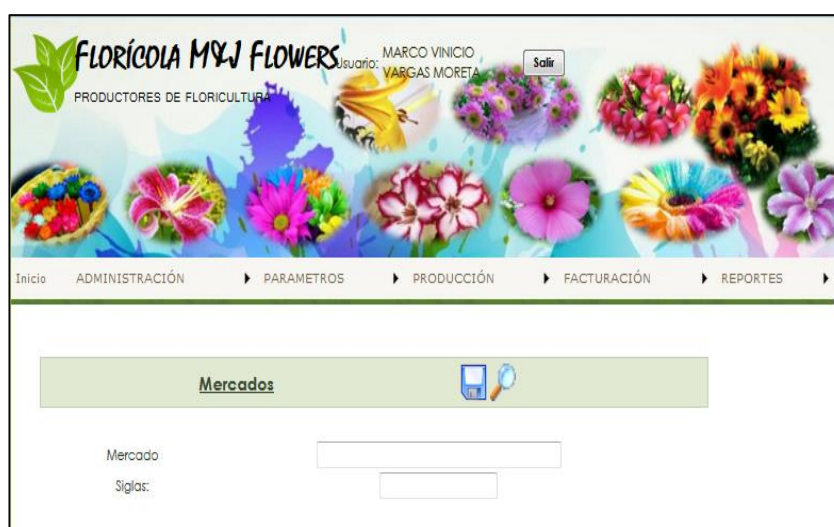 FLORÍCOLA M&J FLOWERS
Usuario: MARCO VINICIO
VARGAS MORETA
Salir
PRODUCTORES DE FLORICULTURA
Inicio ADMINISTRACIÓN PARAMETROS PRODUCCIÓN FACTURACIÓN REPORTES
Mercados
Mercado
Siglas: